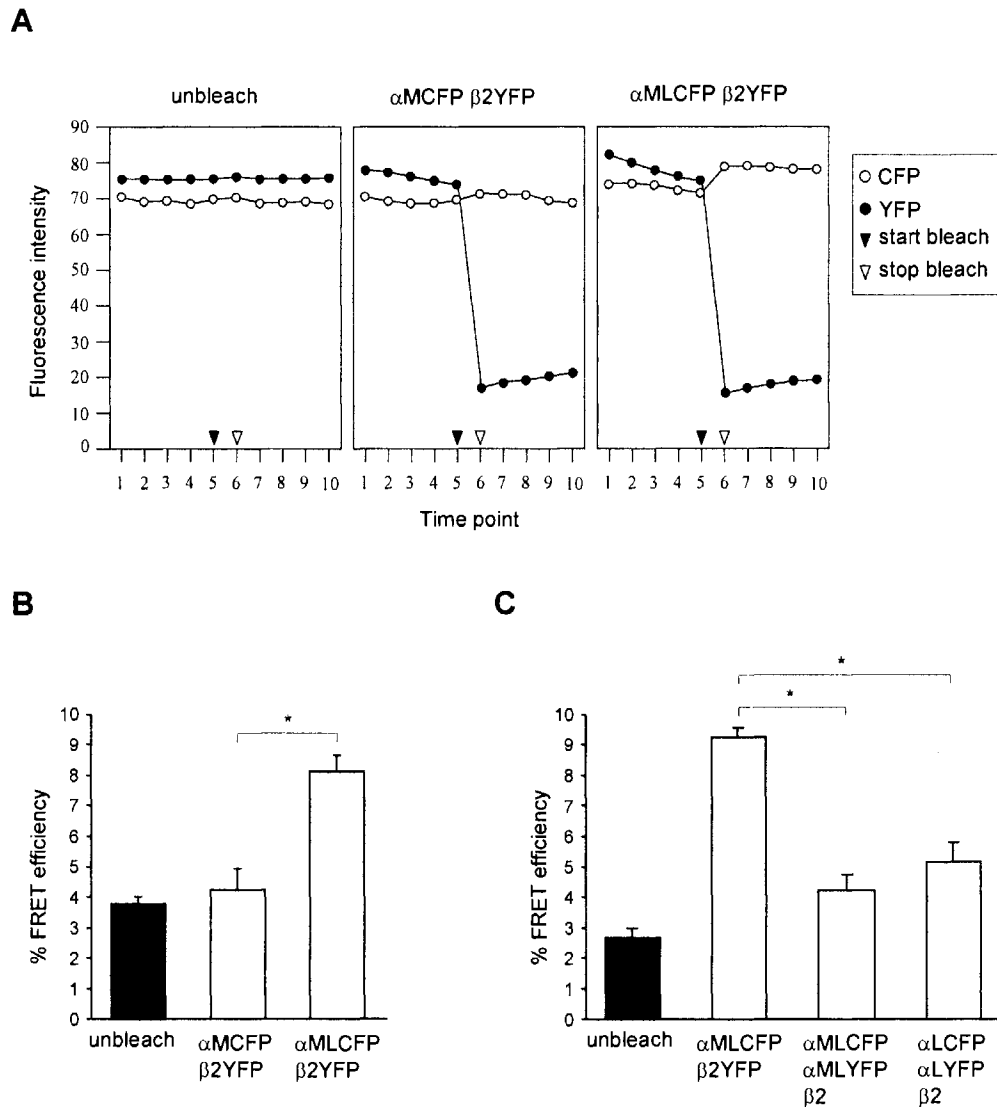 A
unbleach
αMCFP β2YFP
αMLCFP β2YFP
90
80
70
60
50
40
30
20
10
0
Fluorescence intensity
1 2 3 4 5 6 7 8 9 10
1 2 3 4 5 6 7 8 9 10
1 2 3 4 5 6 7 8 9 10
Time point
CFP
YFP
start bleach
stop bleach
B
*
10
9
8
7
6
5
4
3
2
1
0
% FRET efficiency
unbleach
αMCFP
β2YFP
αMLCFP
β2YFP
C
*
*
10
9
8
7
6
5
4
3
2
1
0
% FRET efficiency
unbleach
αMLCFP
β2YFP
αMLCFP
αMLYFP
β2
αLCFP
αLYFP
β2